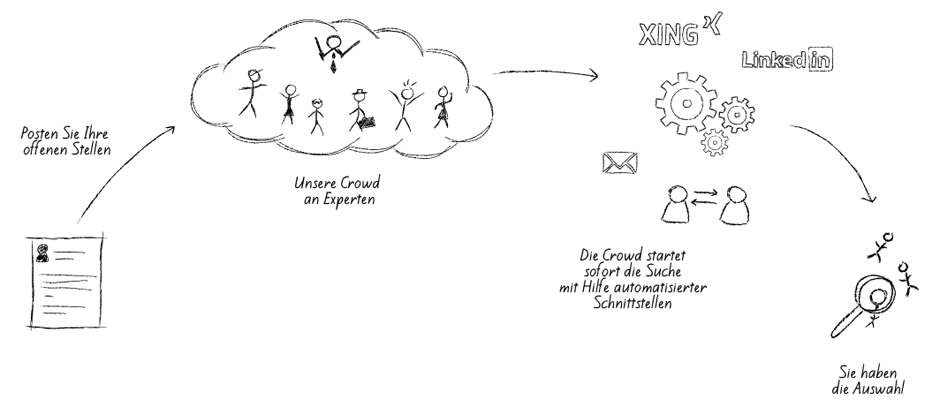 Posten Sie Ihre
offenen Stellen
Unsere Crowd
an Experten
XING
Linkedin
Die Crowd startet
sofort die Suche
mit Hilfe automatisierter
Schnittstellen
Sie haben
die Auswahl